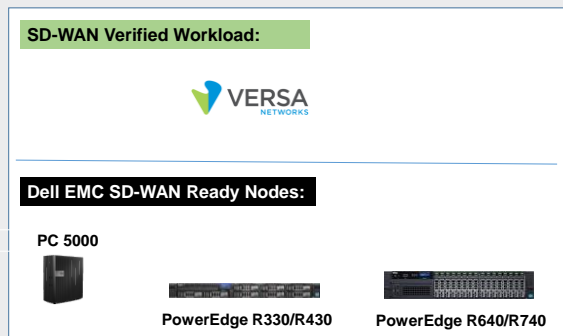 SD-WAN Verified Workload:
VERSA
NETWORKS
Dell EMC SD-WAN Ready Nodes:
PC 5000
PowerEdge R330/R430
PowerEdge R640/R740